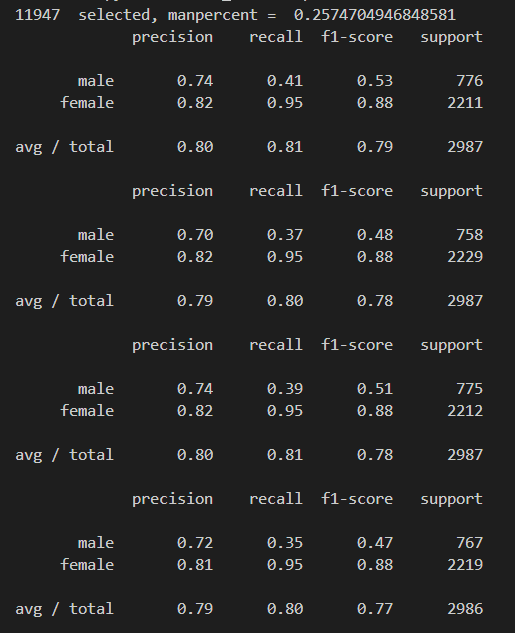 11947  selected, manpercent =  0.2574704946848581
             precision    recall  f1-score   support

       male       0.74      0.41      0.53       776
     female       0.82      0.95      0.88      2211

avg / total       0.80      0.81      0.79      2987

             precision    recall  f1-score   support

       male       0.70      0.37      0.48       758
     female       0.82      0.95      0.88      2229

avg / total       0.79      0.80      0.78      2987

             precision    recall  f1-score   support

       male       0.74      0.39      0.51       775
     female       0.82      0.95      0.88      2212

avg / total       0.80      0.81      0.78      2987

             precision    recall  f1-score   support

       male       0.72      0.35      0.47       767
     female       0.81      0.95      0.88      2219

avg / total       0.79      0.80      0.77      2986